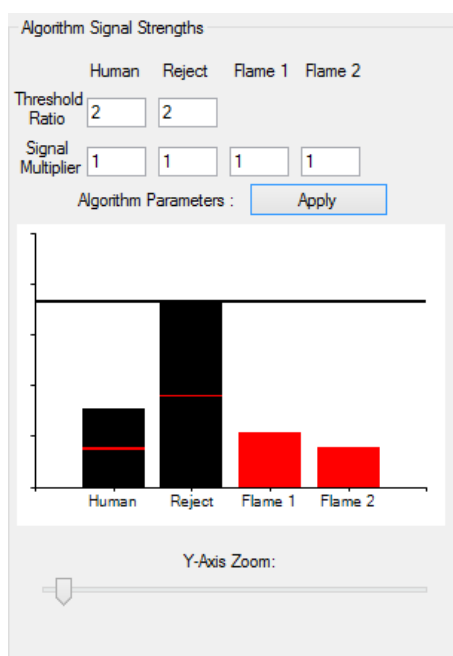 Algorithm Signal Strengths
Human Reject Flame 1 Flame 2
Threshold
Ratio 2 2
Signal
Multiplier 1 1 1 1
Algorithm Parameters : Apply
Human Reject Flame 1 Flame 2
Y-Axis Zoom: